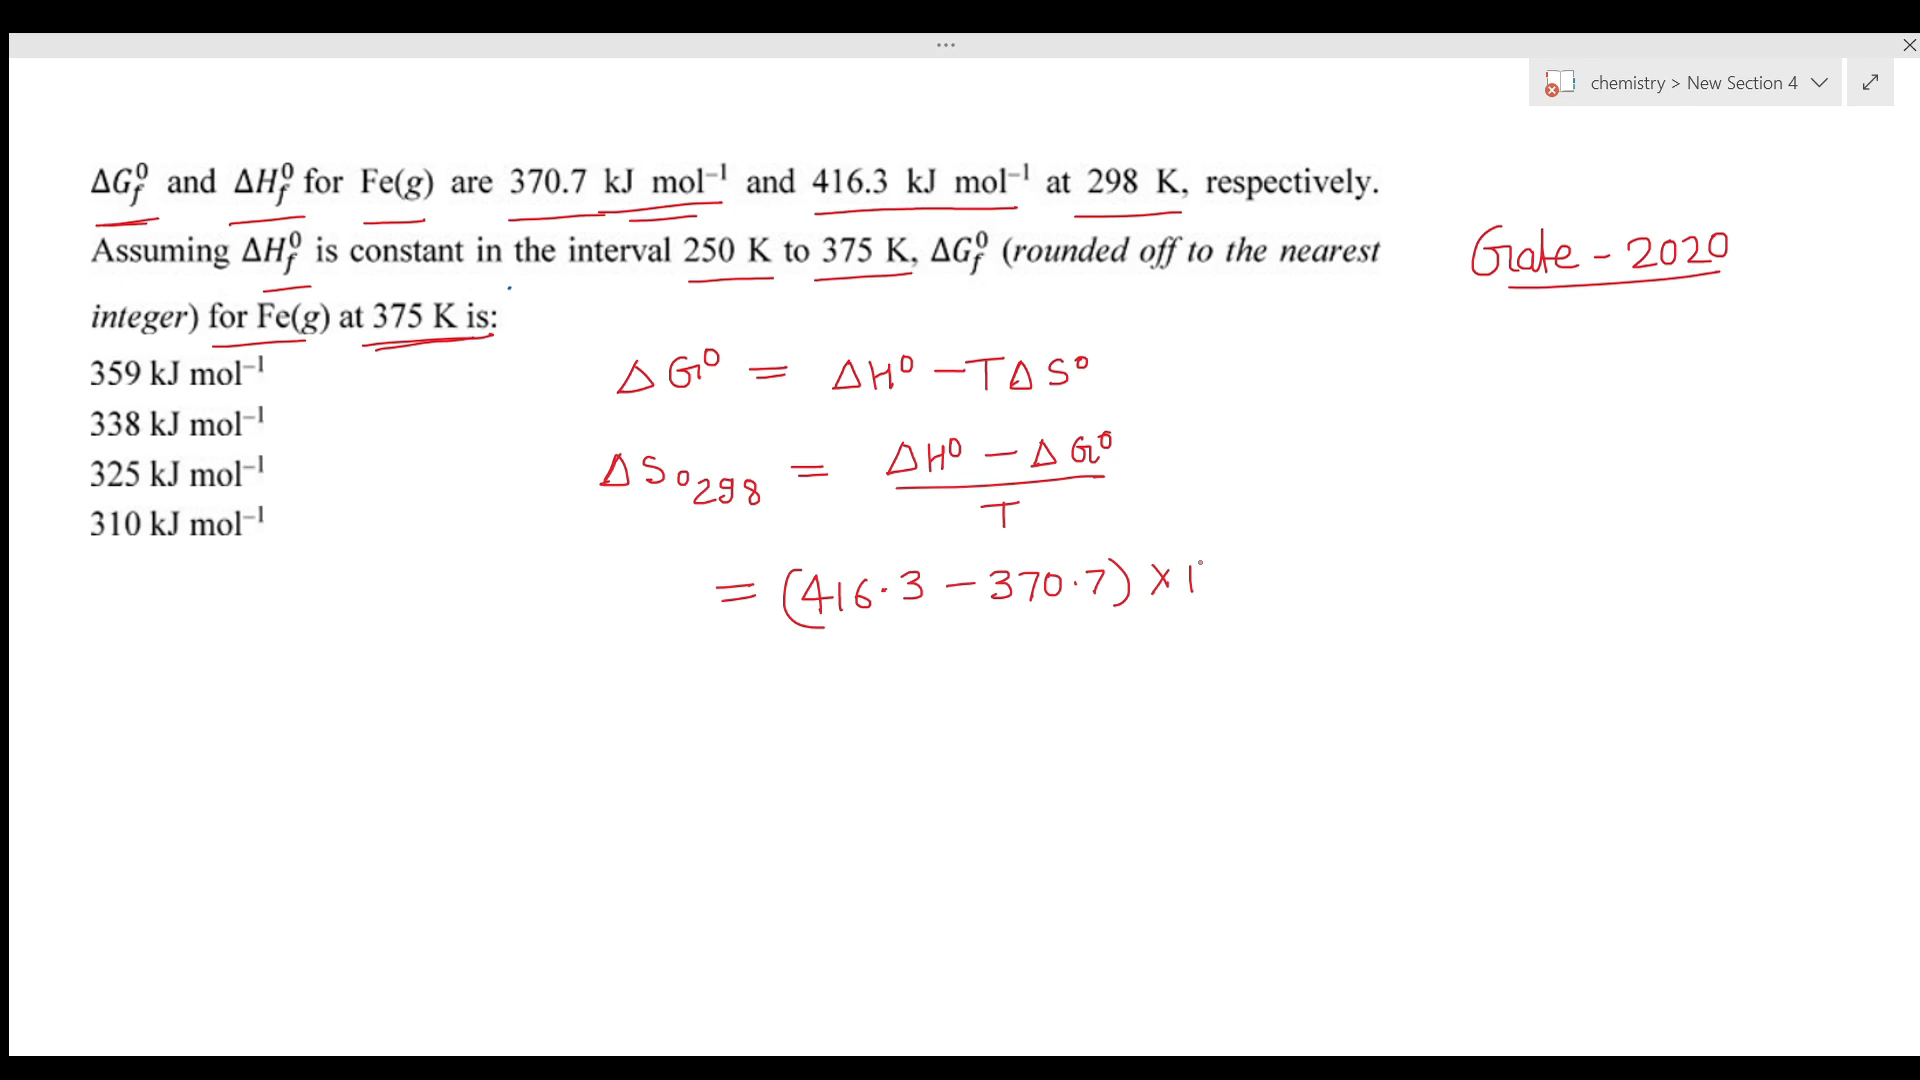 ···
chemistry > New Section 4
ΔG⁰f and ΔH⁰f for Fe(g) are 370.7 kJ mol⁻¹ and 416.3 kJ mol⁻¹ at 298 K, respectively.
Assuming ΔH⁰f is constant in the interval 250 K to 375 K, ΔG⁰f (rounded off to the nearest
integer) for Fe(g) at 375 K is:
Gate - 2020
359 kJ mol⁻¹
338 kJ mol⁻¹
325 kJ mol⁻¹
310 kJ mol⁻¹
ΔG⁰ = ΔH⁰ - TΔS⁰
ΔS₀298 = ΔH⁰ - ΔG⁰
T
= (416.3 - 370.7) × 1